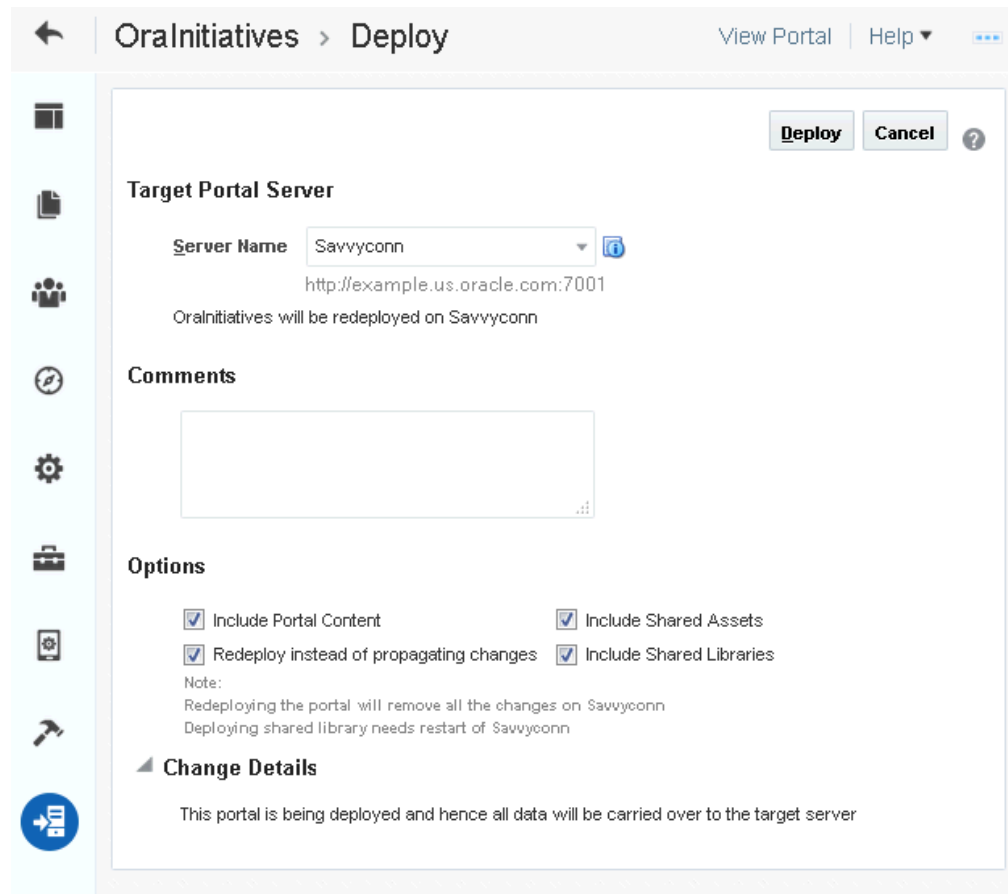 OraInitiatives > Deploy
View Portal
Help
Deploy
Cancel
Target Portal Server
Server Name
Savvyconn
http://example.us.oracle.com:7001
OraInitiatives will be redeployed on Savvyconn
Comments
Options
Include Portal Content
Include Shared Assets
Redeploy instead of propagating changes
Include Shared Libraries
Note:
Redeploying the portal will remove all the changes on Savvyconn
Deploying shared library needs restart of Savvyconn
Change Details
This portal is being deployed and hence all data will be carried over to the target server